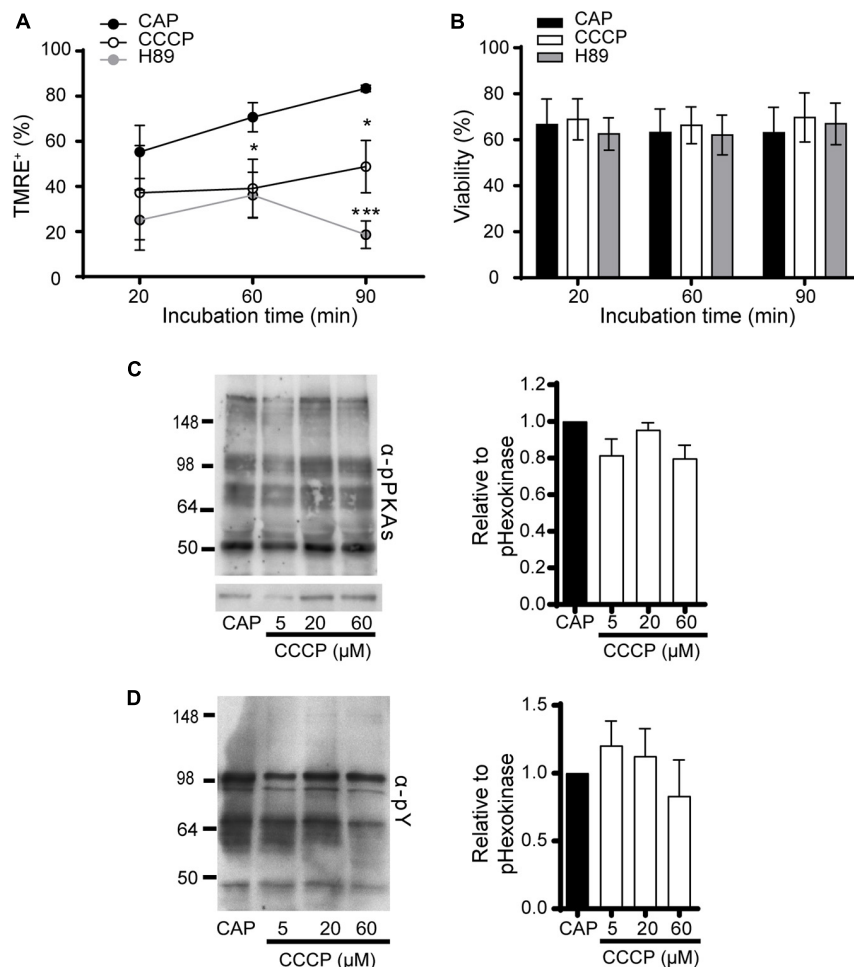 A
CAP
CCCP
H89
TMRE⁺ (%)
100
80
60
40
20
0
*
*
***
20 60 90
Incubation time (min)
B
CAP
CCCP
H89
Viability (%)
100
80
60
40
20
0
20 60 90
Incubation time (min)
C
148
98
64
50
α-pPKAs
CAP 5 20 60
CCCP (μM)
Relative to
pHexokinase
1.2
1.0
0.8
0.6
0.4
0.2
0.0
CAP 5 20 60
CCCP (μM)
D
148
98
64
50
α-pY
CAP 5 20 60
CCCP (μM)
Relative to
pHexokinase
1.5
1.0
0.5
0.0
CAP 5 20 60
CCCP (μM)